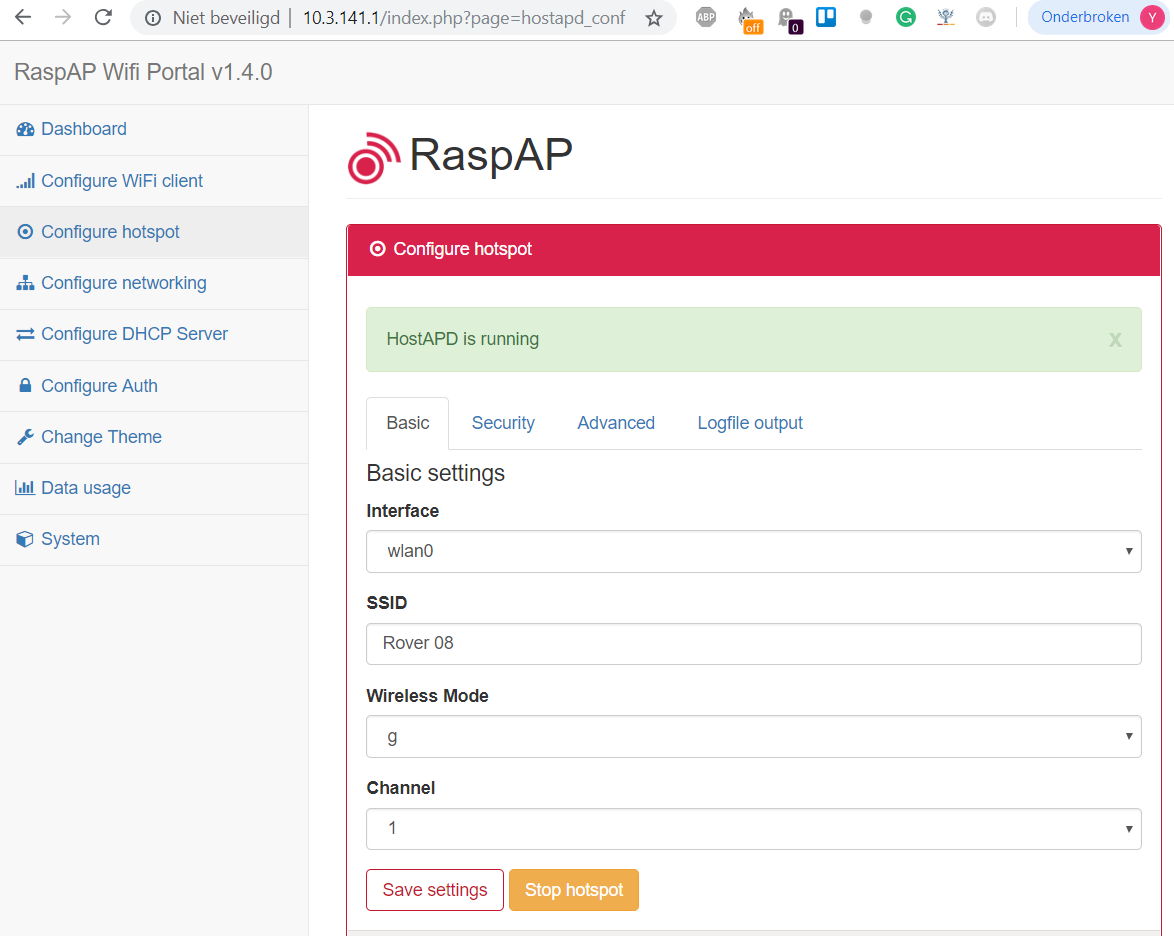 Niet beveiligd | 10.3.141.1/index.php?page=hostapd_conf
ABP
off
0
G
Onderbroken
Y
RaspAP Wifi Portal v1.4.0
Dashboard
Configure WiFi client
Configure hotspot
Configure networking
Configure DHCP Server
Configure Auth
Change Theme
Data usage
System
RaspAP
Configure hotspot
HostAPD is running
x
Basic
Security
Advanced
Logfile output
Basic settings
Interface
wlan0
SSID
Rover 08
Wireless Mode
g
Channel
1
Save settings
Stop hotspot